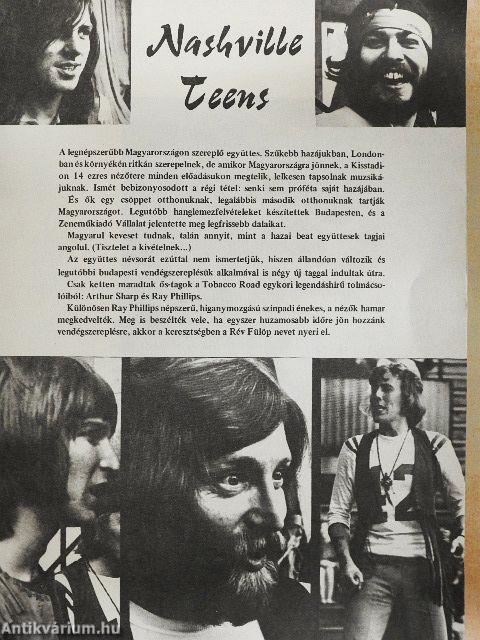 Nashville
Teens
A legnépszerűbb Magyarországon szereplő együttes. Szűkebb hazájukban, London-
ban és környékén ritkán szerepelnek, de amikor Magyarországra jönnek, a Kisstadi-
on 14 ezres nézőtere minden előadásukon megtelik, lelkesen tapsolnak muzsiká-
juknak. Ismét bebizonyosodott a régi tétel: senki sem próféta saját hazájában.
És ők egy csöppet otthonuknak, legalábbis második otthonuknak tartják
Magyarországot. Legutóbb hanglemezfelvételeket készítettek Budapesten, és a
Zeneműkiadó Vállalat jelentette meg legfrissebb dalaikat.
Magyarul keveset tudnak, talán annyit, mint a hazai beat együttesek tagjai
angolul. (Tisztelet a kivételnek...)
Az együttes névsorát ezúttal nem ismertetjük, hiszen állandóan változik és
legutóbbi budapesti vendégszereplésük alkalmával is négy új taggal indultak útra.
Csak ketten maradtak ős-tagok a Tobacco Road egykori legendáshírű tolmácso-
lóiból: Arthur Sharp és Ray Phillips.
Különösen Ray Phillips népszerű, higanymozgású színpadi énekes, a nézők hamar
megkedvelték. Meg is beszélték vele, ha egyszer huzamosabb időre jön hozzánk
vendégszereplésre, akkor a keresztségben a Rév Fülöp nevet nyeri el.
12
Antikvárium.hu